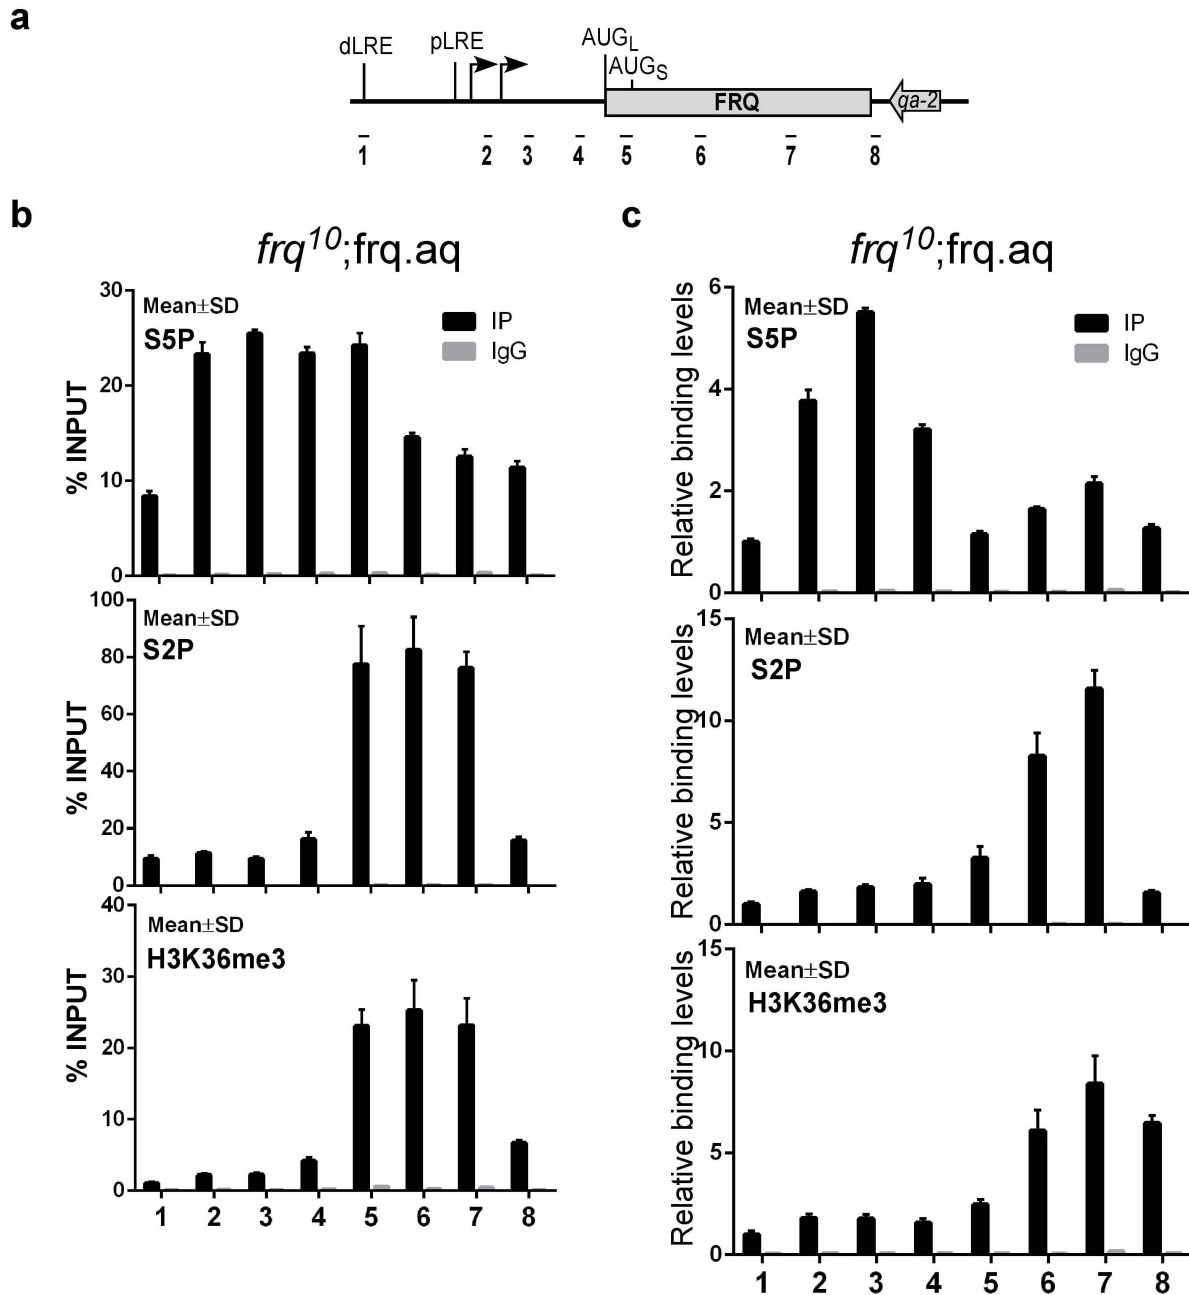 a
dLRE
pLRE
AUGL
AUGS
FRQ
qa-2
1 2 3 4 5 6 7 8
b
frq10;frq.aq
Mean±SD
S5P
IP
IgG
% INPUT
30
20
10
0
Mean±SD
S2P
% INPUT
100
80
60
40
20
0
Mean±SD
H3K36me3
% INPUT
40
30
20
10
0
1 2 3 4 5 6 7 8
c
frq10;frq.aq
Mean±SD
S5P
IP
IgG
Relative binding levels
6
4
2
0
Mean±SD
S2P
Relative binding levels
15
10
5
0
Mean±SD
H3K36me3
Relative binding levels
15
10
5
0
1 2 3 4 5 6 7 8